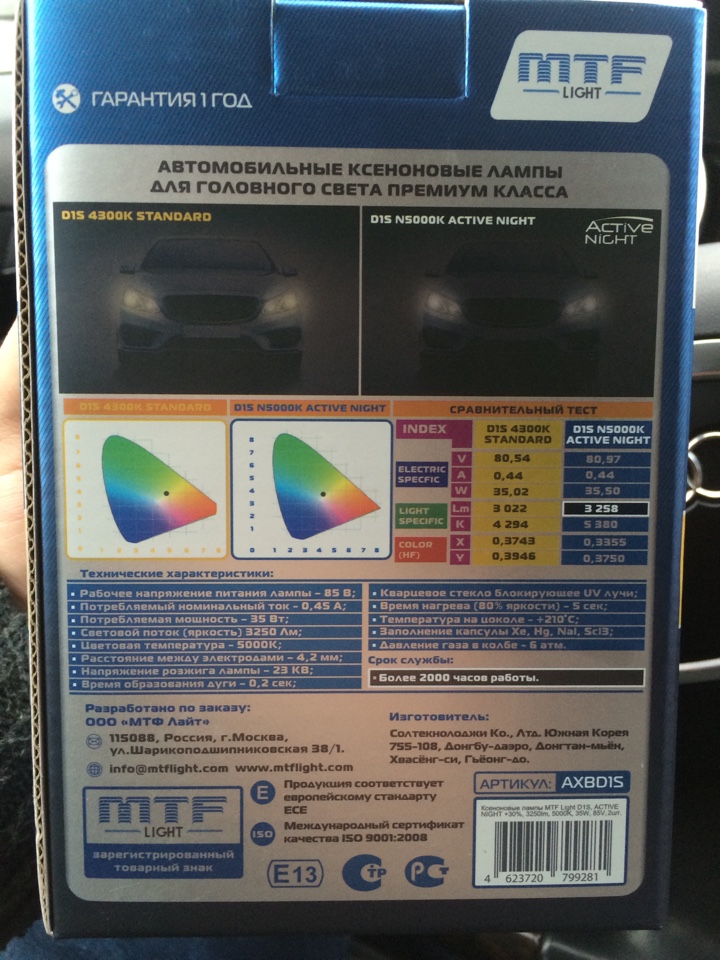 ГАРАНТИЯ 1 ГОД
MTF
LIGHT
АВТОМОБИЛЬНЫЕ КСЕНОНОВЫЕ ЛАМПЫ
ДЛЯ ГОЛОВНОГО СВЕТА ПРЕМИУМ КЛАССА
D1S 4300K STANDARD
D1S N5000K ACTIVE NIGHT
ACTIVE
NIGHT
D1S 4300K STANDARD
D1S N5000K ACTIVE NIGHT
СРАВНИТЕЛЬНЫЙ ТЕСТ
INDEX
D1S 4300K STANDARD
D1S N5000K ACTIVE NIGHT
ELECTRIC SPECFIC
V 80,54 80,97
A 0,44 0,44
W 35,02 35,50
LIGHT SPECIFIC
Lm 3 022 3 258
K 4 294 5 380
COLOR (HF)
X 0,3743 0,3355
Y 0,3946 0,3750
Технические характеристики:
• Рабочее напряжение питания лампы – 85 В;
• Потребляемый номинальный ток – 0,45 А;
• Потребляемая мощность – 35 Вт;
• Световой поток (яркость) 3250 Лм;
• Цветовая температура – 5000К;
• Расстояние между электродами – 4,2 мм;
• Напряжение розжига лампы – 23 КВ;
• Время образования дуги – 0,2 сек;
• Кварцевое стекло блокирующее UV лучи;
• Время нагрева (80% яркости) – 5 сек;
• Температура на цоколе – +210°С;
• Заполнение капсулы Xe, Hg, NaI, ScI3;
• Давление газа в колбе – 6 атм.
Срок службы:
• Более 2000 часов работы.
Разработано по заказу:
ООО «МТФ Лайт»
115088, Россия, г.Москва,
ул.Шарикоподшипниковская 38/1.
info@mtflight.com www.mtflight.com
Изготовитель:
Солтекнолоджи Ко., Лтд. Южная Корея
755-108, Донгбу-даэро, Донгтан-мьён,
Хвасёнг-си, Гьёонг-до.
MTF
LIGHT
зарегистрированный
товарный знак
E
Продукция соответствует
европейскому стандарту
ECE
ISO
Международный сертификат
качества ISO 9001:2008
E13
СТР
РСТ
АРТИКУЛ: AXBD1S
Ксеноновые лампы MTF Light D1S, ACTIVE
NIGHT +30%, 3250lm, 5000K, 35W, 85V, 2шт.
4 623720 799281